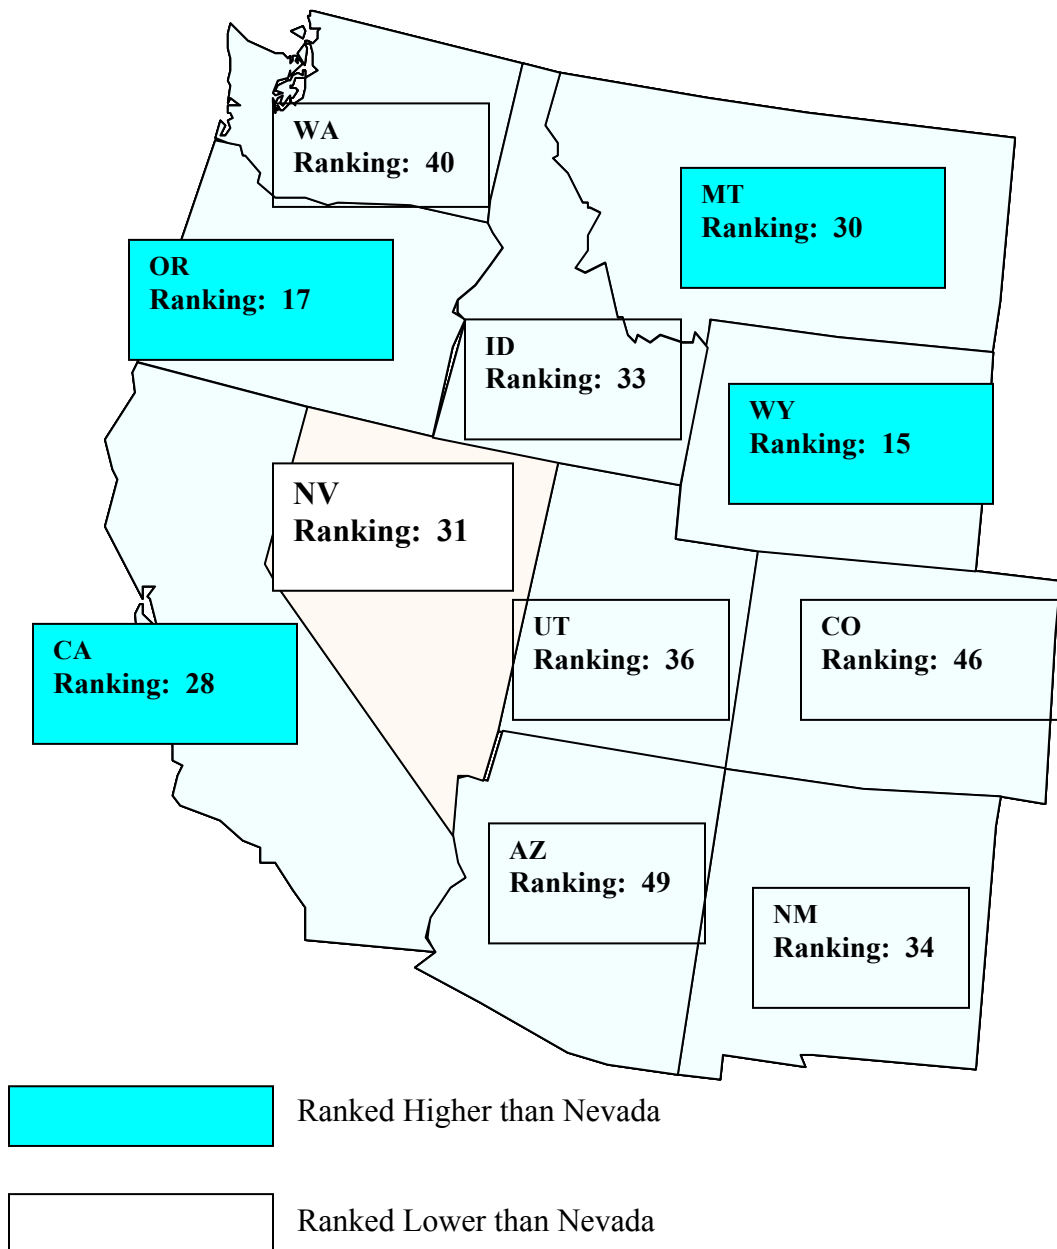 WA
Ranking: 40
MT
Ranking: 30
OR
Ranking: 17
ID
Ranking: 33
WY
Ranking: 15
NV
Ranking: 31
UT
Ranking: 36
CO
Ranking: 46
CA
Ranking: 28
AZ
Ranking: 49
NM
Ranking: 34
Ranked Higher than Nevada
Ranked Lower than Nevada